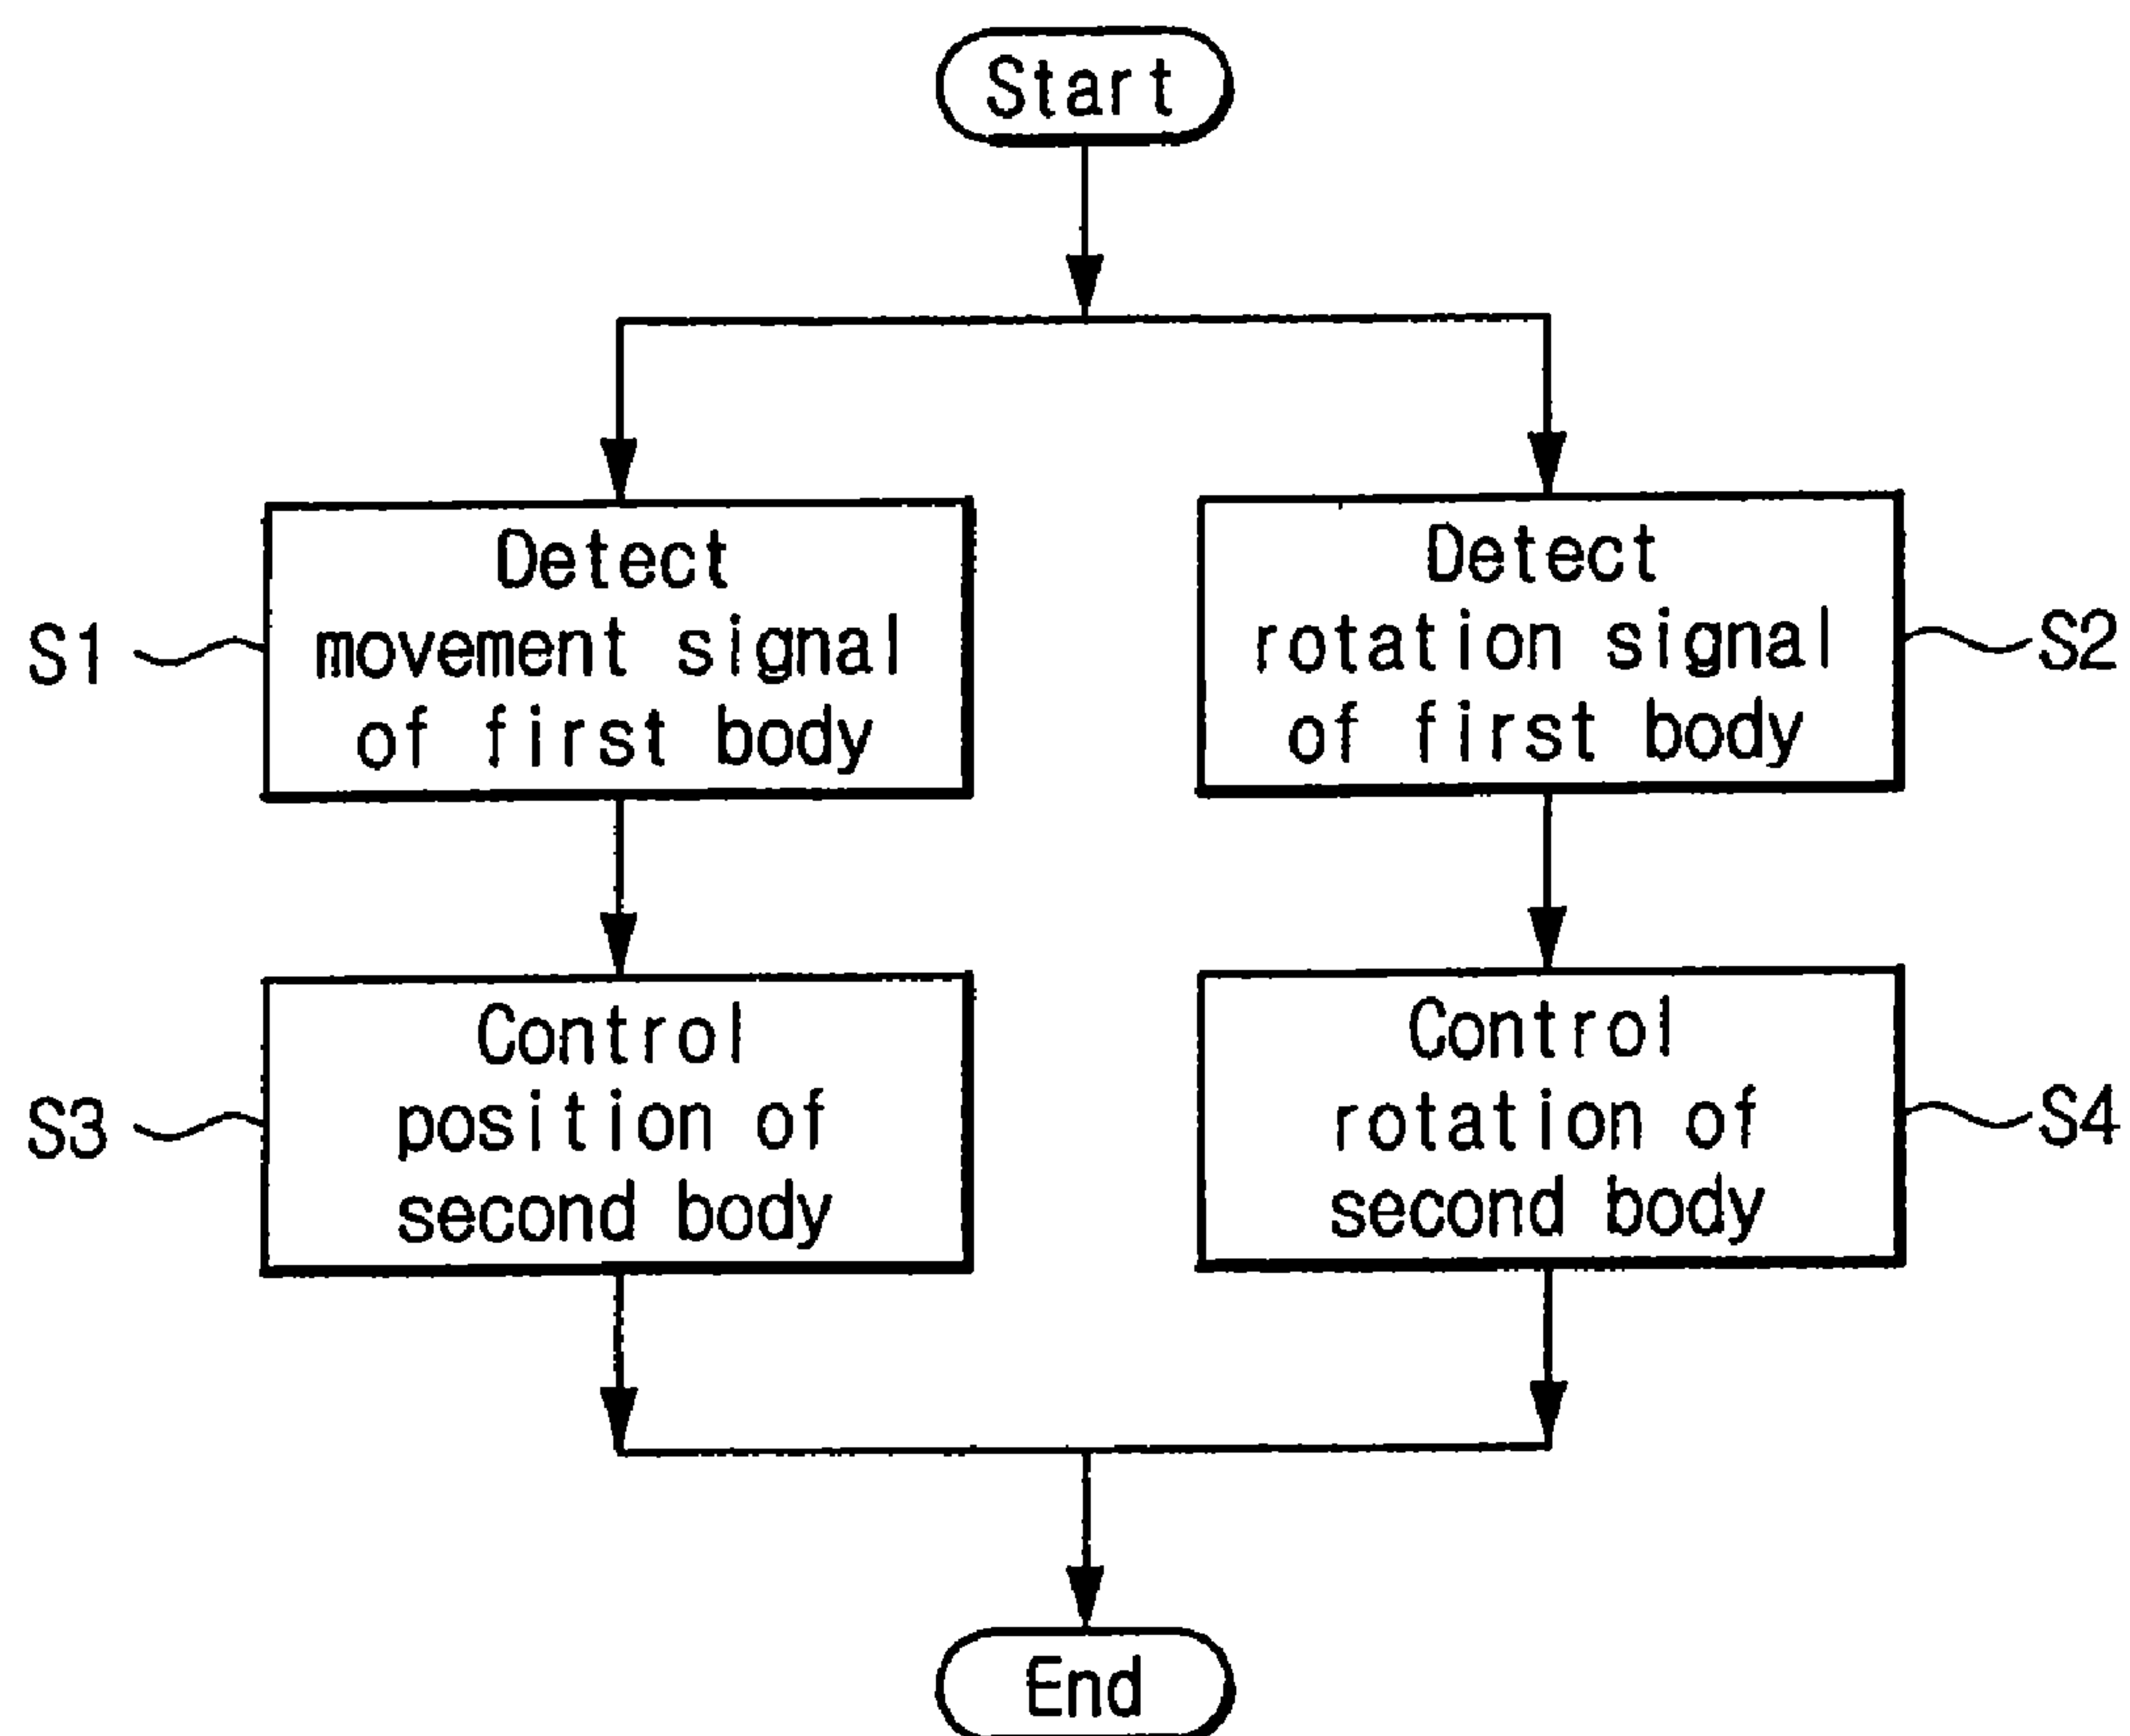 Start
Detect
movement signal
of first body
S1
Detect
rotation signal
of first body
S2
Control
position of
second body
S3
Control
rotation of
second body
S4
End